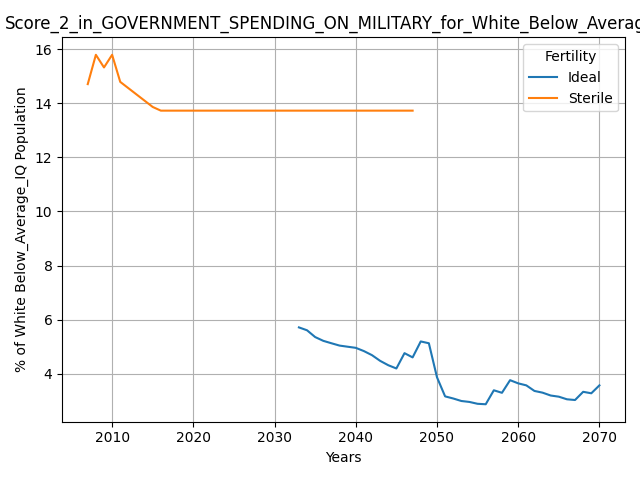 Score_2_in_GOVERNMENT_SPENDING_ON_MILITARY_for_White_Below_Averag
16
14
12
10
8
6
4
% of White Below_Average_IQ Population
Fertility
Ideal
Sterile
2010 2020 2030 2040 2050 2060 2070
Years